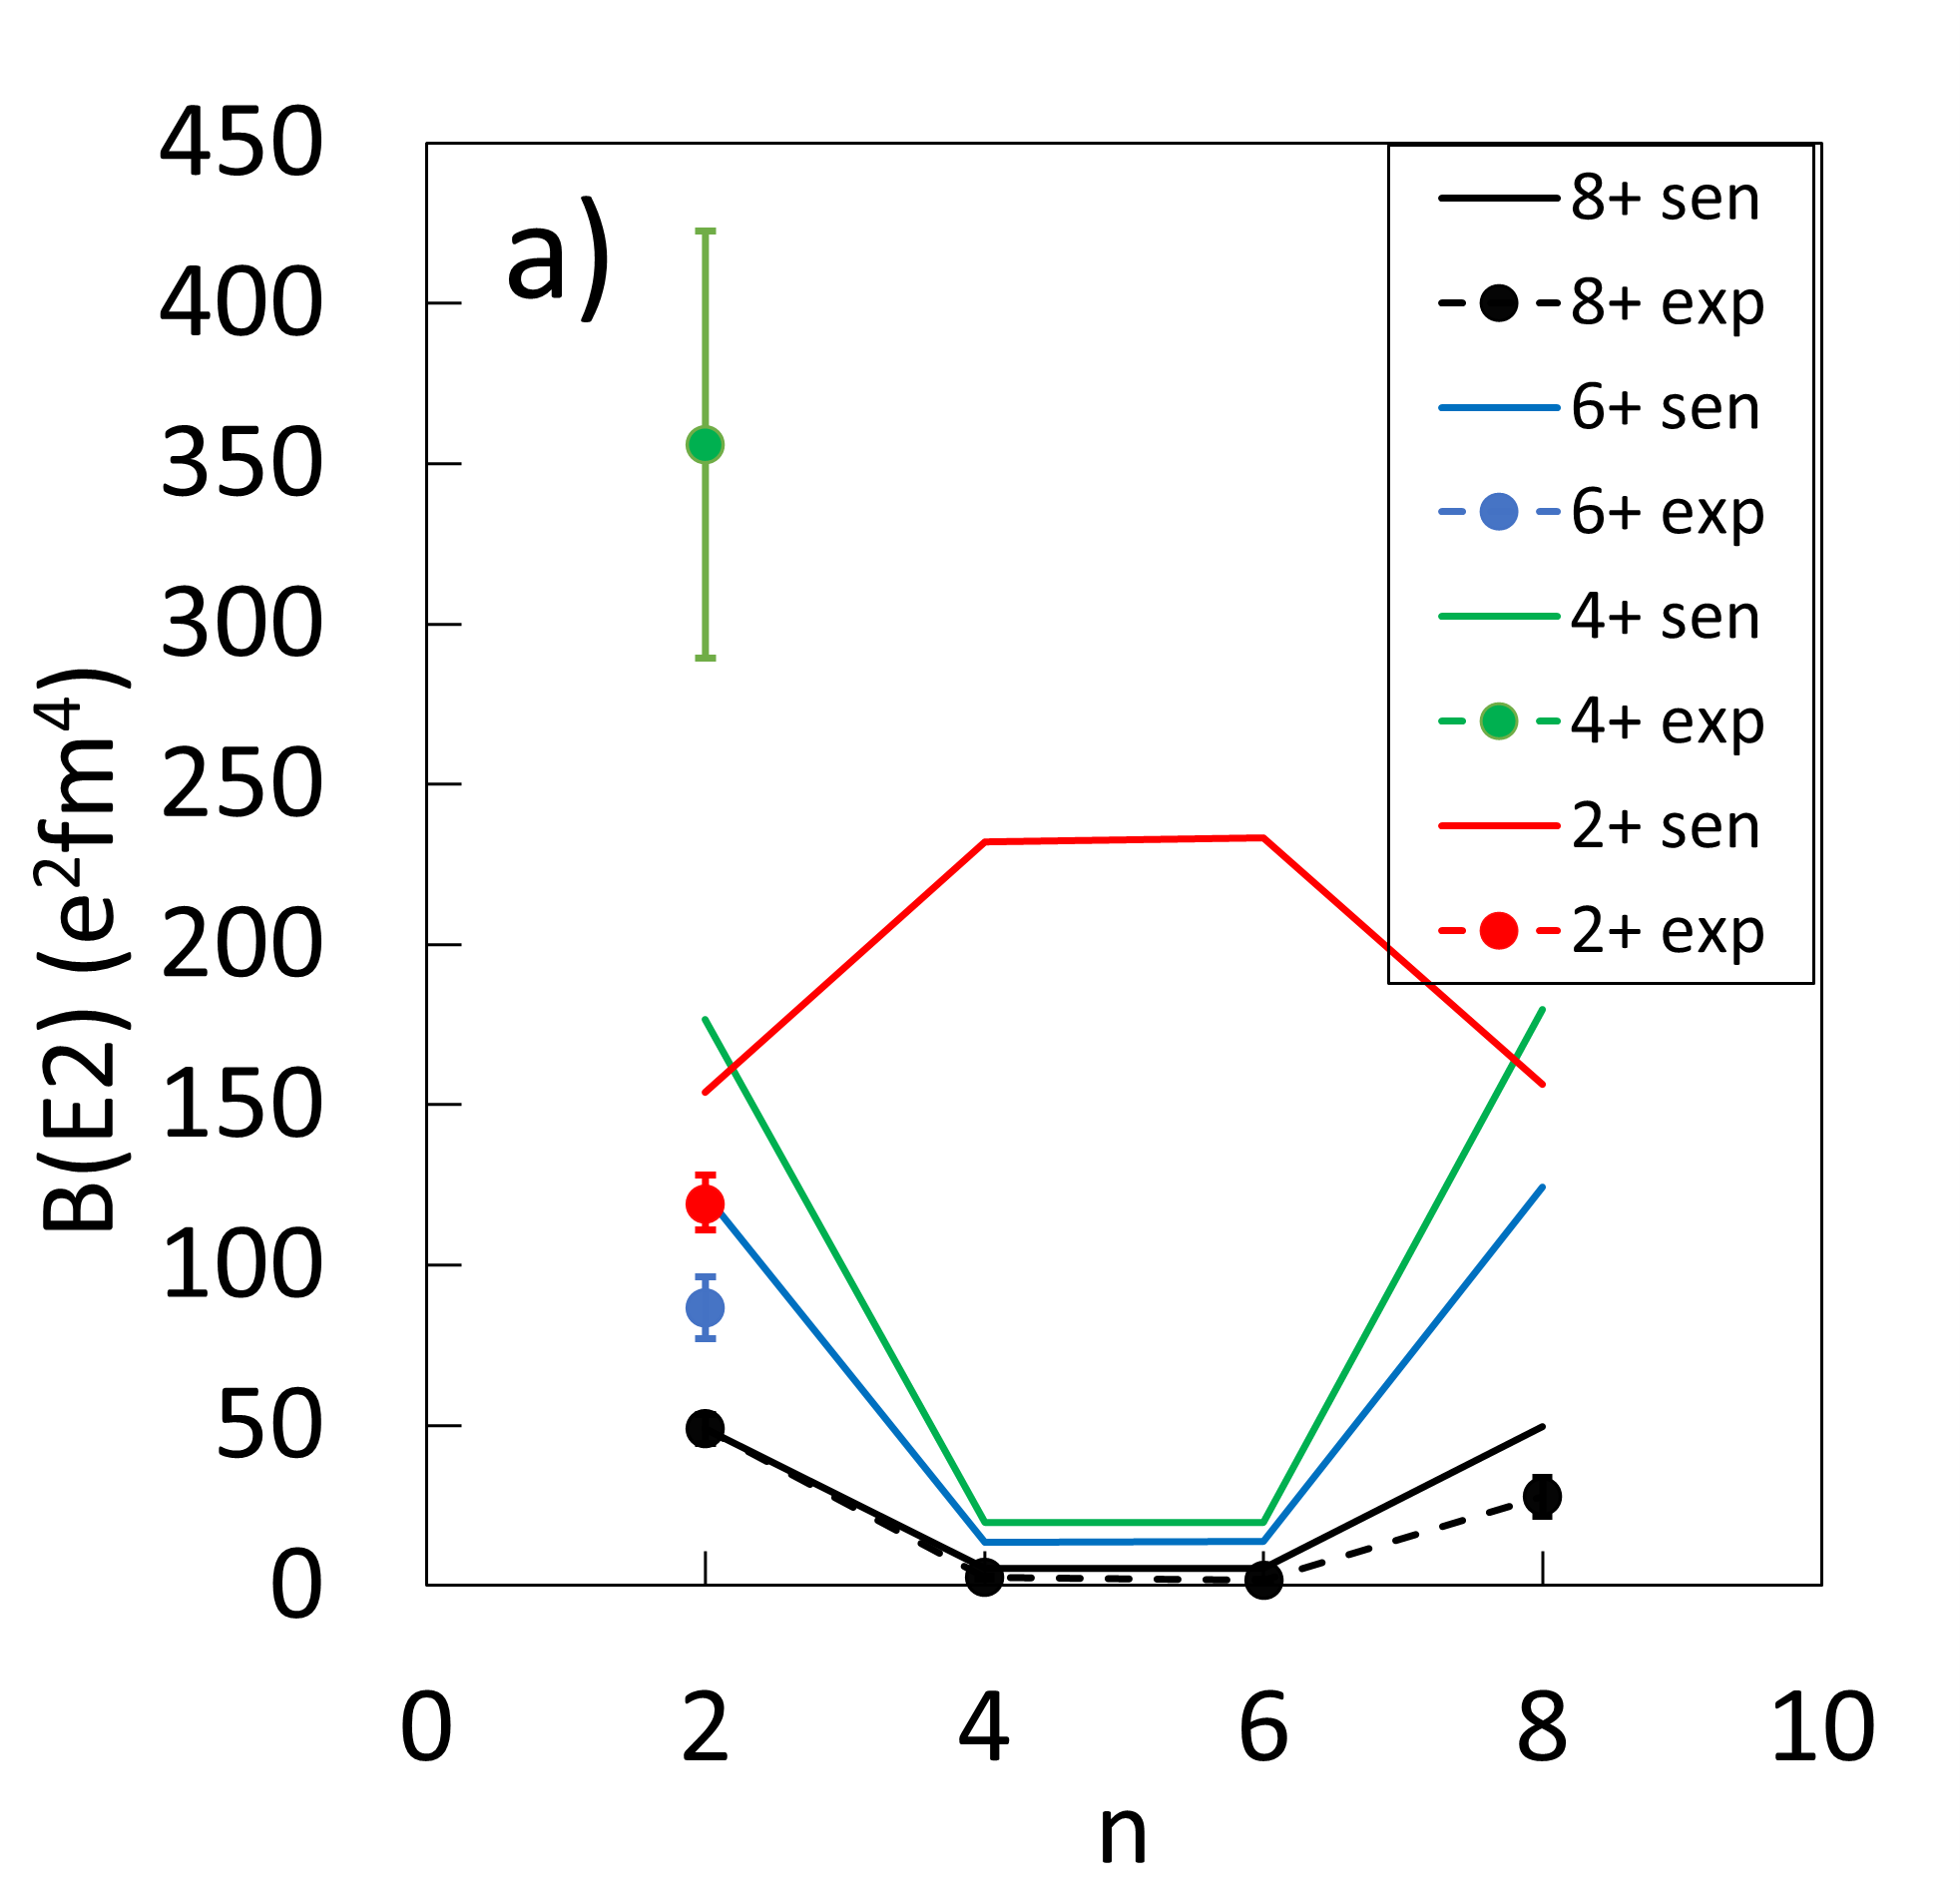 450
400
350
300
250
200
150
100
50
0
B(E2) (e²fm⁴)
a)
8+ sen
8+ exp
6+ sen
6+ exp
4+ sen
4+ exp
2+ sen
2+ exp
0 2 4 6 8 10
n